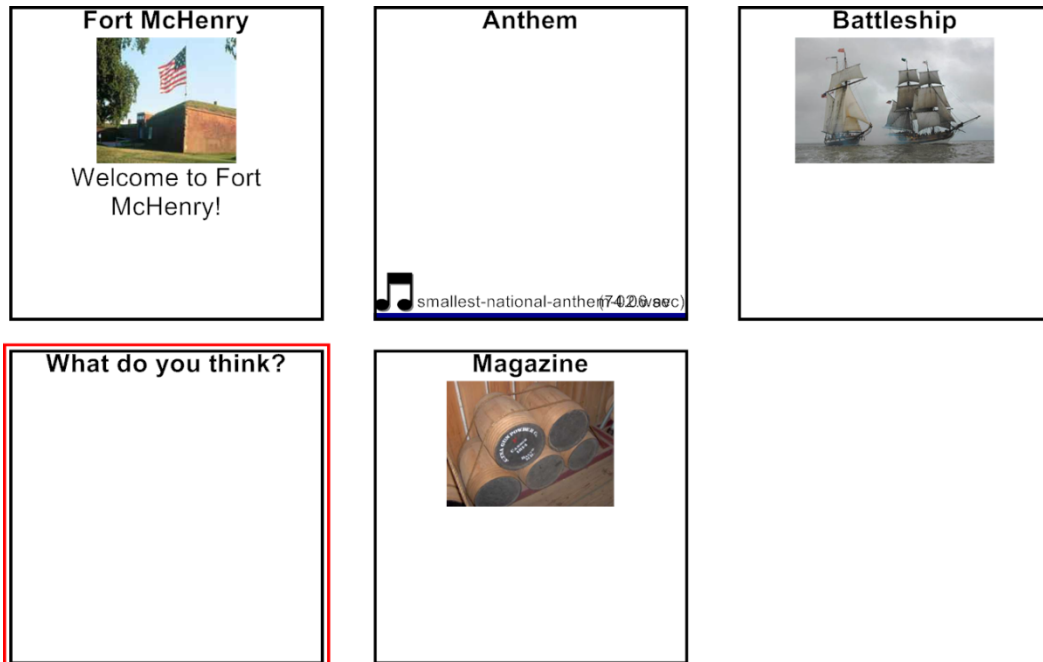 Fort McHenry
Welcome to Fort
McHenry!
Anthem
smallest-national-anthem
Battleship
What do you think?
Magazine